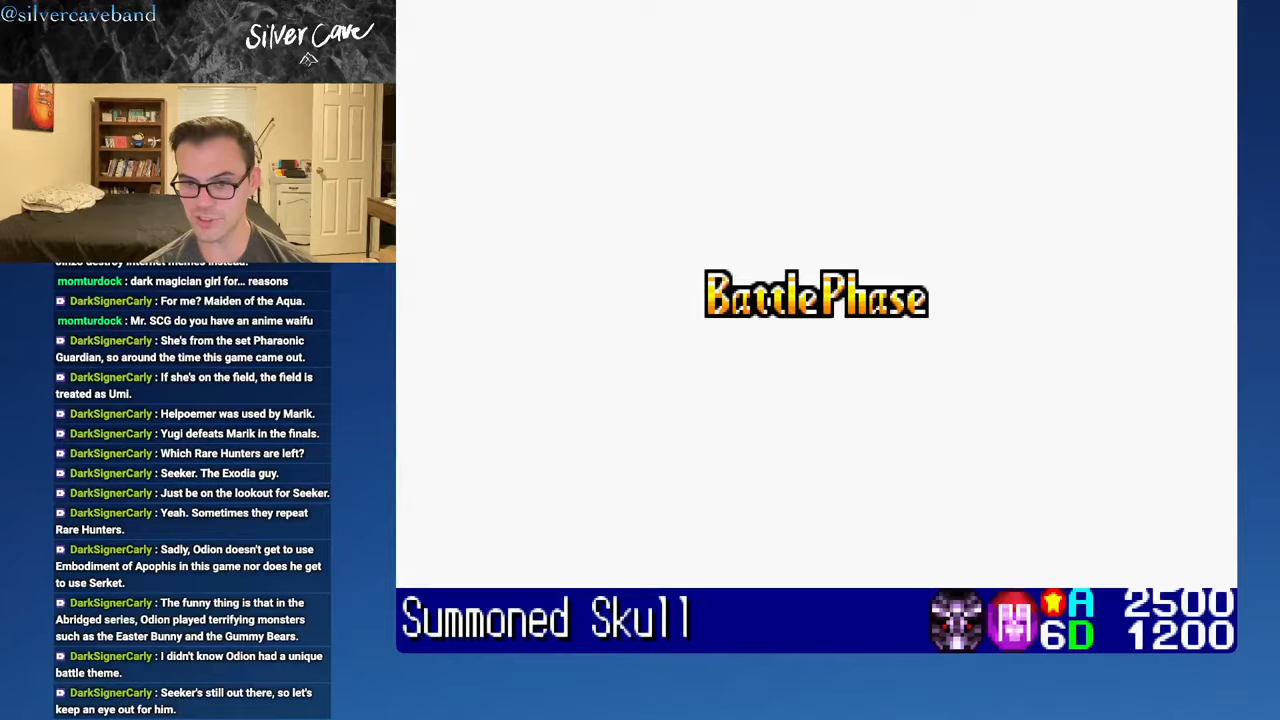 @silvercaveband
Silver Cave
Jinzo destroy internet memes instead.
momturdock : dark magician girl for... reasons
DarkSignerCarly : For me? Maiden of the Aqua.
momturdock : Mr. SCG do you have an anime waifu
DarkSignerCarly : She's from the set Pharaonic
Guardian, so around the time this game came out.
DarkSignerCarly : If she's on the field, the field is
treated as Umi.
DarkSignerCarly : Helpoemer was used by Marik.
DarkSignerCarly : Yugi defeats Marik in the finals.
DarkSignerCarly : Which Rare Hunters are left?
DarkSignerCarly : Seeker. The Exodia guy.
DarkSignerCarly : Just be on the lookout for Seeker.
DarkSignerCarly : Yeah. Sometimes they repeat
Rare Hunters.
DarkSignerCarly : Sadly, Odion doesn't get to use
Embodiment of Apophis in this game nor does he get
to use Serket.
DarkSignerCarly : The funny thing is that in the
Abridged series, Odion played terrifying monsters
such as the Easter Bunny and the Gummy Bears.
DarkSignerCarly : I didn't know Odion had a unique
battle theme.
DarkSignerCarly : Seeker's still out there, so let's
keep an eye out for him.
Battle Phase
Summoned Skull
A 2500
6 D 1200